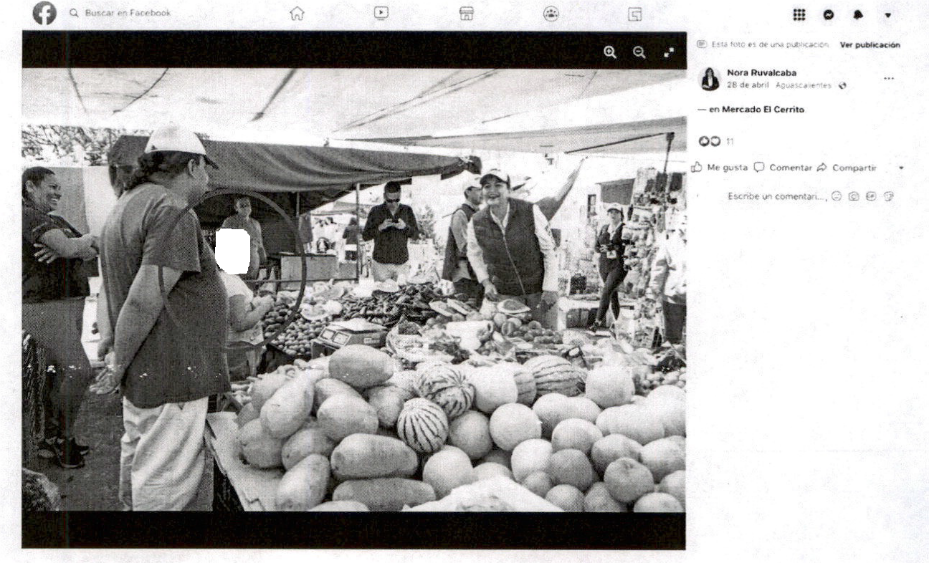 Buscar en Facebook
Esta foto es de una publicación. Ver publicación
Nora Ruvalcaba
28 de abril Aguascalientes
— en Mercado El Cerrito
11
Me gusta Comentar Compartir
Escribe un comentari...